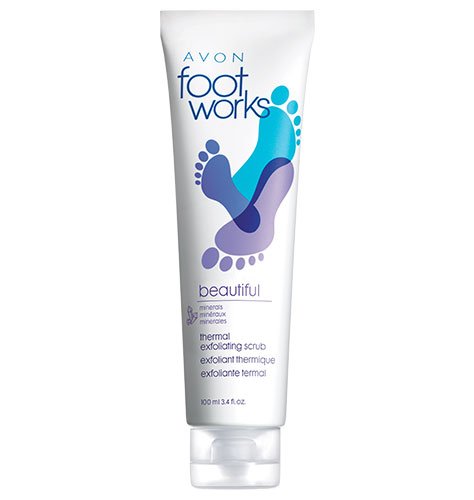 AVON
foot
works
beautiful
minerals
minéraux
minerales
thermal
exfoliating scrub
exfoliant thermique
exfoliante termal
100 ml 3.4 fl.oz.